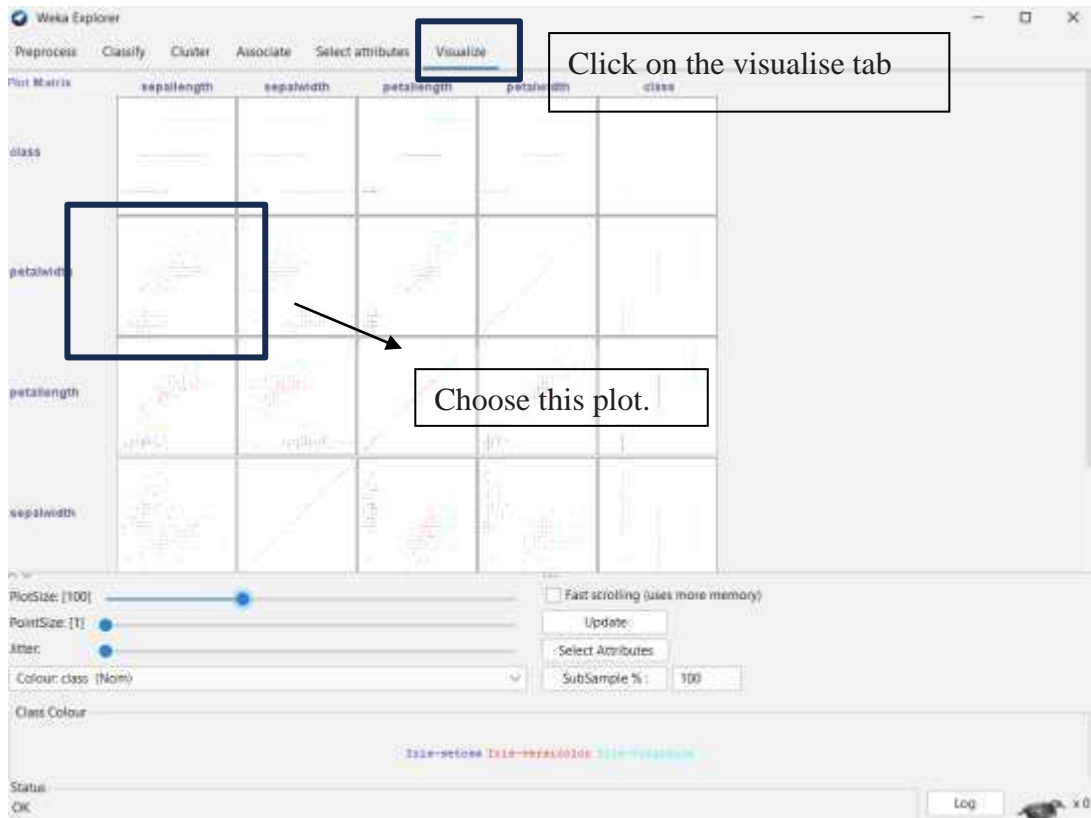 Weka Explorer
Preprocess Classify Cluster Associate Select attributes Visualize
Click on the visualise tab
Plot Matrix sepallength sepalwidth petallength petalwidth class
class
petalwidth
petallength
Choose this plot.
sepalwidth
PlotSize: [100]
Fast scrolling (uses more memory)
PointSize: [1]
Update
Jitter:
Select Attributes
Colour: class (Nom)
SubSample % : 100
Class Colour
Iris-setosa Iris-versicolor Iris-virginica
Status
OK
Log
x 0